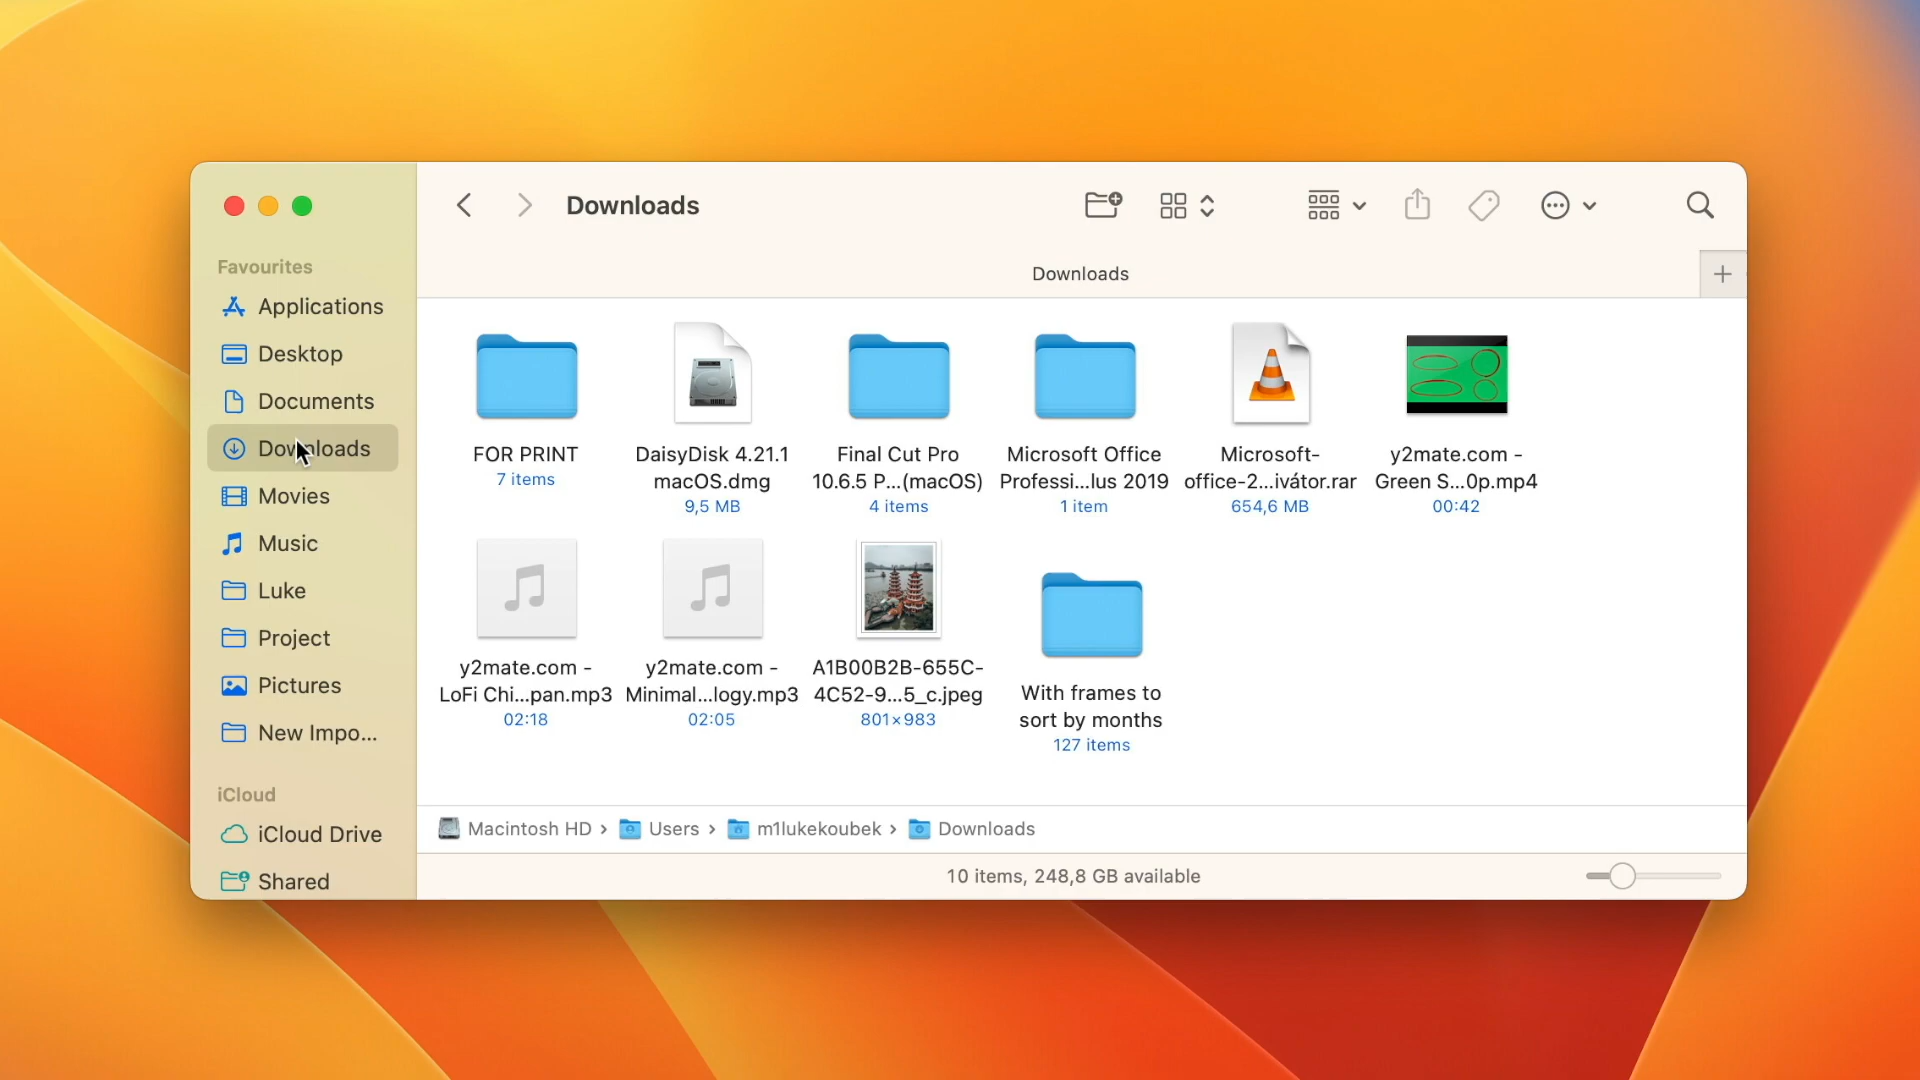 Downloads
Favourites
Applications
Desktop
Documents
Downloads
Movies
Music
Luke
Project
Pictures
New Impo...
iCloud
iCloud Drive
Shared
Downloads
FOR PRINT
7 items
DaisyDisk 4.21.1
macOS.dmg
9,5 MB
Final Cut Pro
10.6.5 P...(macOS)
4 items
Microsoft Office
Professi...lus 2019
1 item
Microsoft-
office-2...ivátor.rar
654,6 MB
y2mate.com -
Green S...0p.mp4
00:42
y2mate.com -
LoFi Chi...pan.mp3
02:18
y2mate.com -
Minimal...logy.mp3
02:05
A1B00B2B-655C-
4C52-9...5_c.jpeg
801×983
With frames to
sort by months
127 items
Macintosh HD › Users › m1lukekoubek › Downloads
10 items, 248,8 GB available